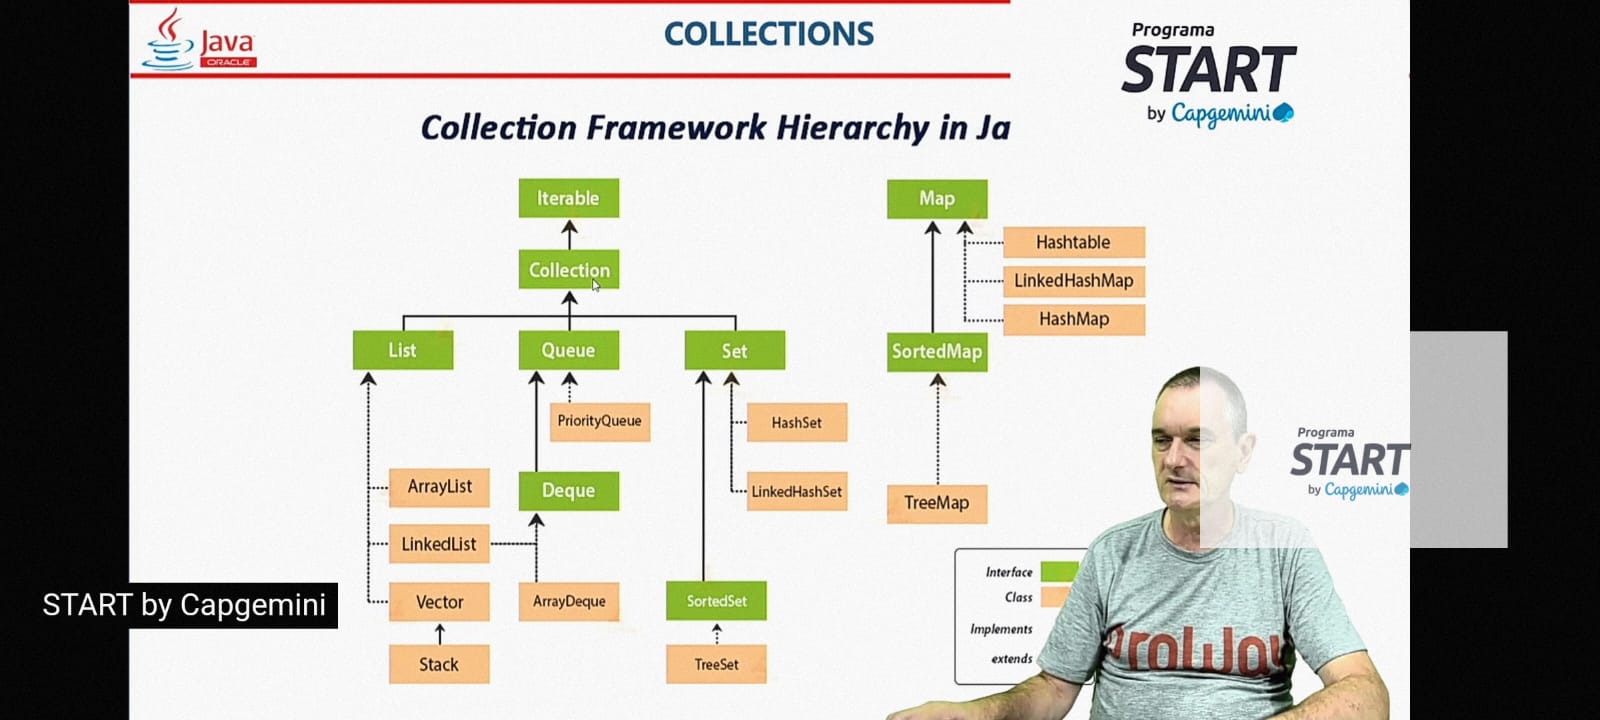 Java
ORACLE
COLLECTIONS
Programa
START
by Capgemini
Collection Framework Hierarchy in Ja
Iterable
Map
Hashtable
Collection
LinkedHashMap
HashMap
List
Queue
Set
SortedMap
PriorityQueue
HashSet
ArrayList
Deque
LinkedHashSet
TreeMap
LinkedList
Vector
ArrayDeque
SortedSet
Stack
TreeSet
Interface
Class
Implements
extends
Programa
START
by Capgemini
START by Capgemini